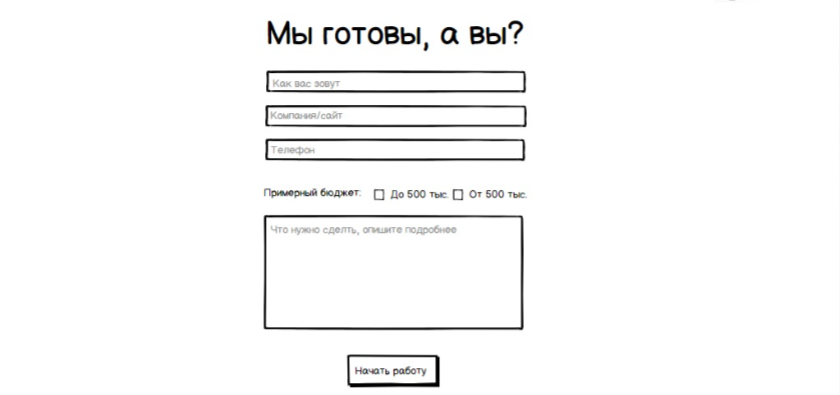 Мы готовы, а вы?
Как вас зовут
Компания/сайт
Телефон
Примерный бюджет: До 500 тыс. От 500 тыс.
Что нужно сделть, опишите подробнее
Начать работу